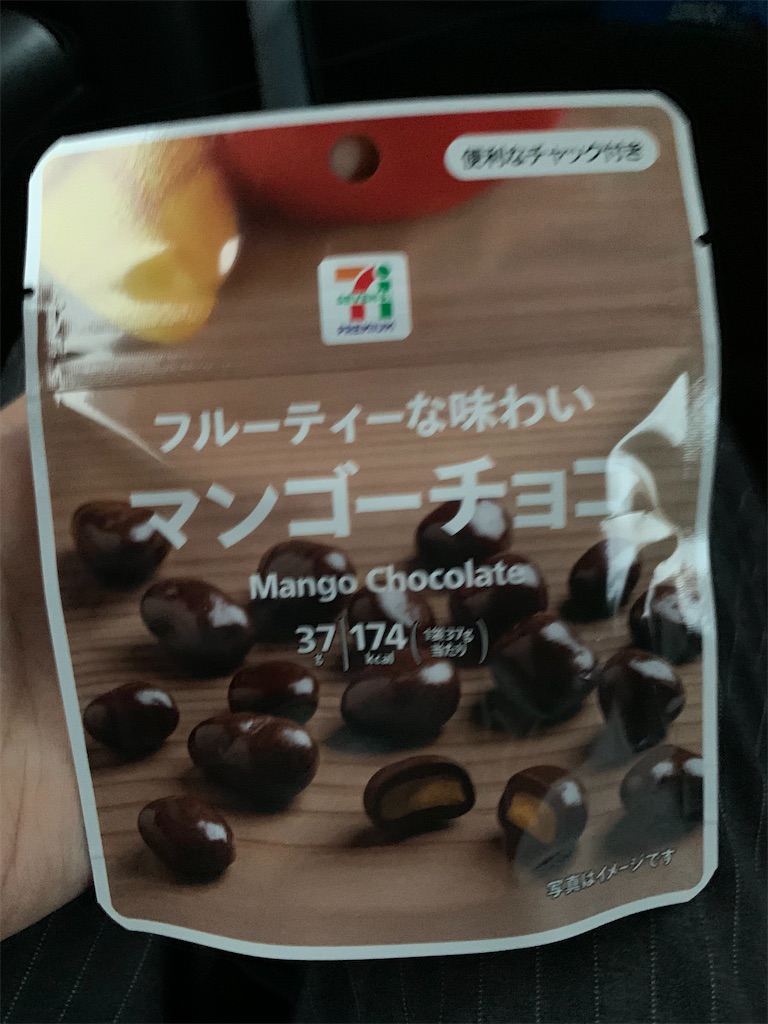 便利なチャック付き
SEVEN & i
PREMIUM
フルーティーな味わい
マンゴーチョコ
Mango Chocolate
37g 174kcal (1袋37g当たり)
写真はイメージです